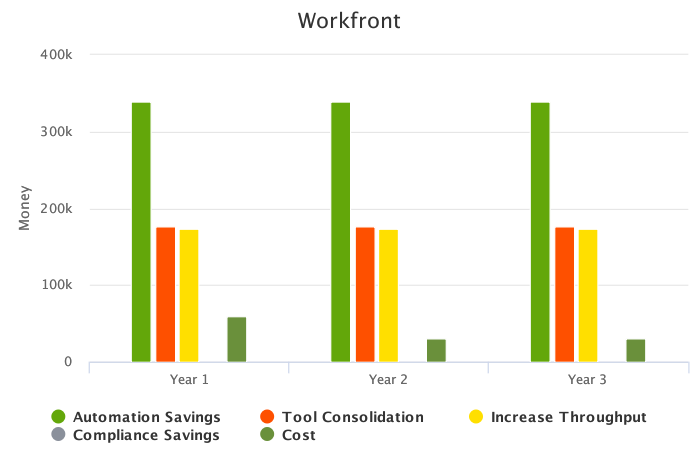 Workfront
400k
300k
200k
100k
0
Money
Year 1 Year 2 Year 3
Automation Savings Tool Consolidation Increase Throughput
Compliance Savings Cost